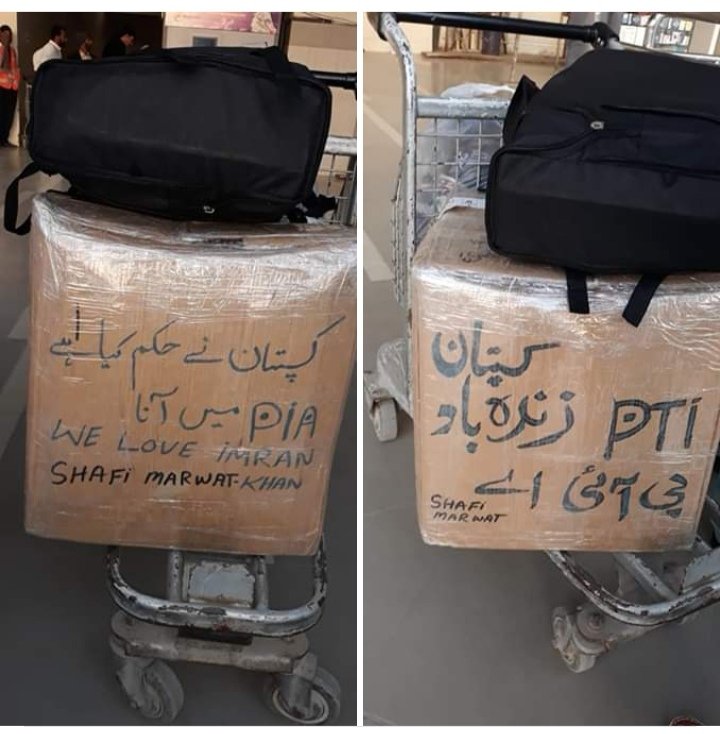 کپتان نے حکم کیا ہے
PIA میں آنا
WE LOVE IMRAN
SHAFI MARWAT-KHAN
کپتان
زندہ باد PTI
پی آئی اے
SHAFI
MARWAT